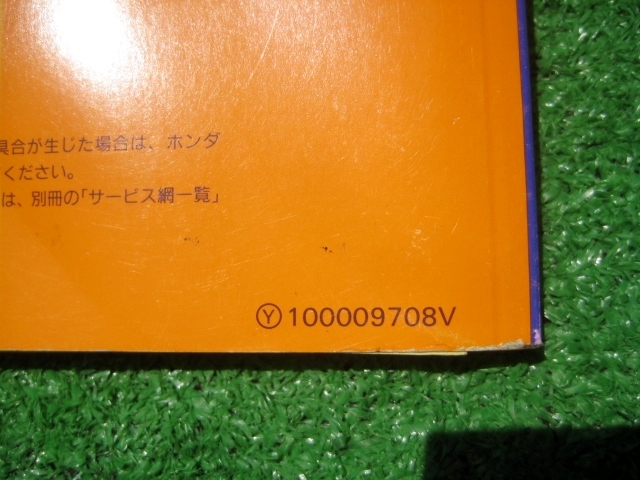 具合が生じた場合は、ホンダ
ください。
は、別冊の「サービス網一覧」
Ⓨ100009708V